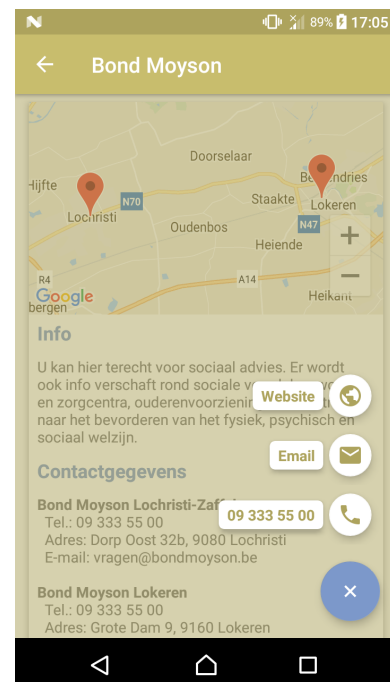 89% 17:05
Bond Moyson
Doorselaar
Hijfte
Staakte
Lokeren
N70
Lochristi
Oudenbos
N47
Heiende
+
−
R4
A14
Google
Heikant
bergen
Info
U kan hier terecht voor sociaal advies. Er wordt
ook info verschaft rond sociale
Website
en zorgcentra,
naar het bevorderen van het fysiek, psychisch en
sociaal welzijn.
Email
Contactgegevens
Bond Moyson
09 333 55 00
Tel.: 09 333 55 00
Adres: Dorp Oost 32b, 9080 Lochristi
E-mail: vragen@bondmoyson.be
Bond Moyson Lokeren
Tel.: 09 333 55 00
Adres: Grote Dam 9, 9160 Lokeren